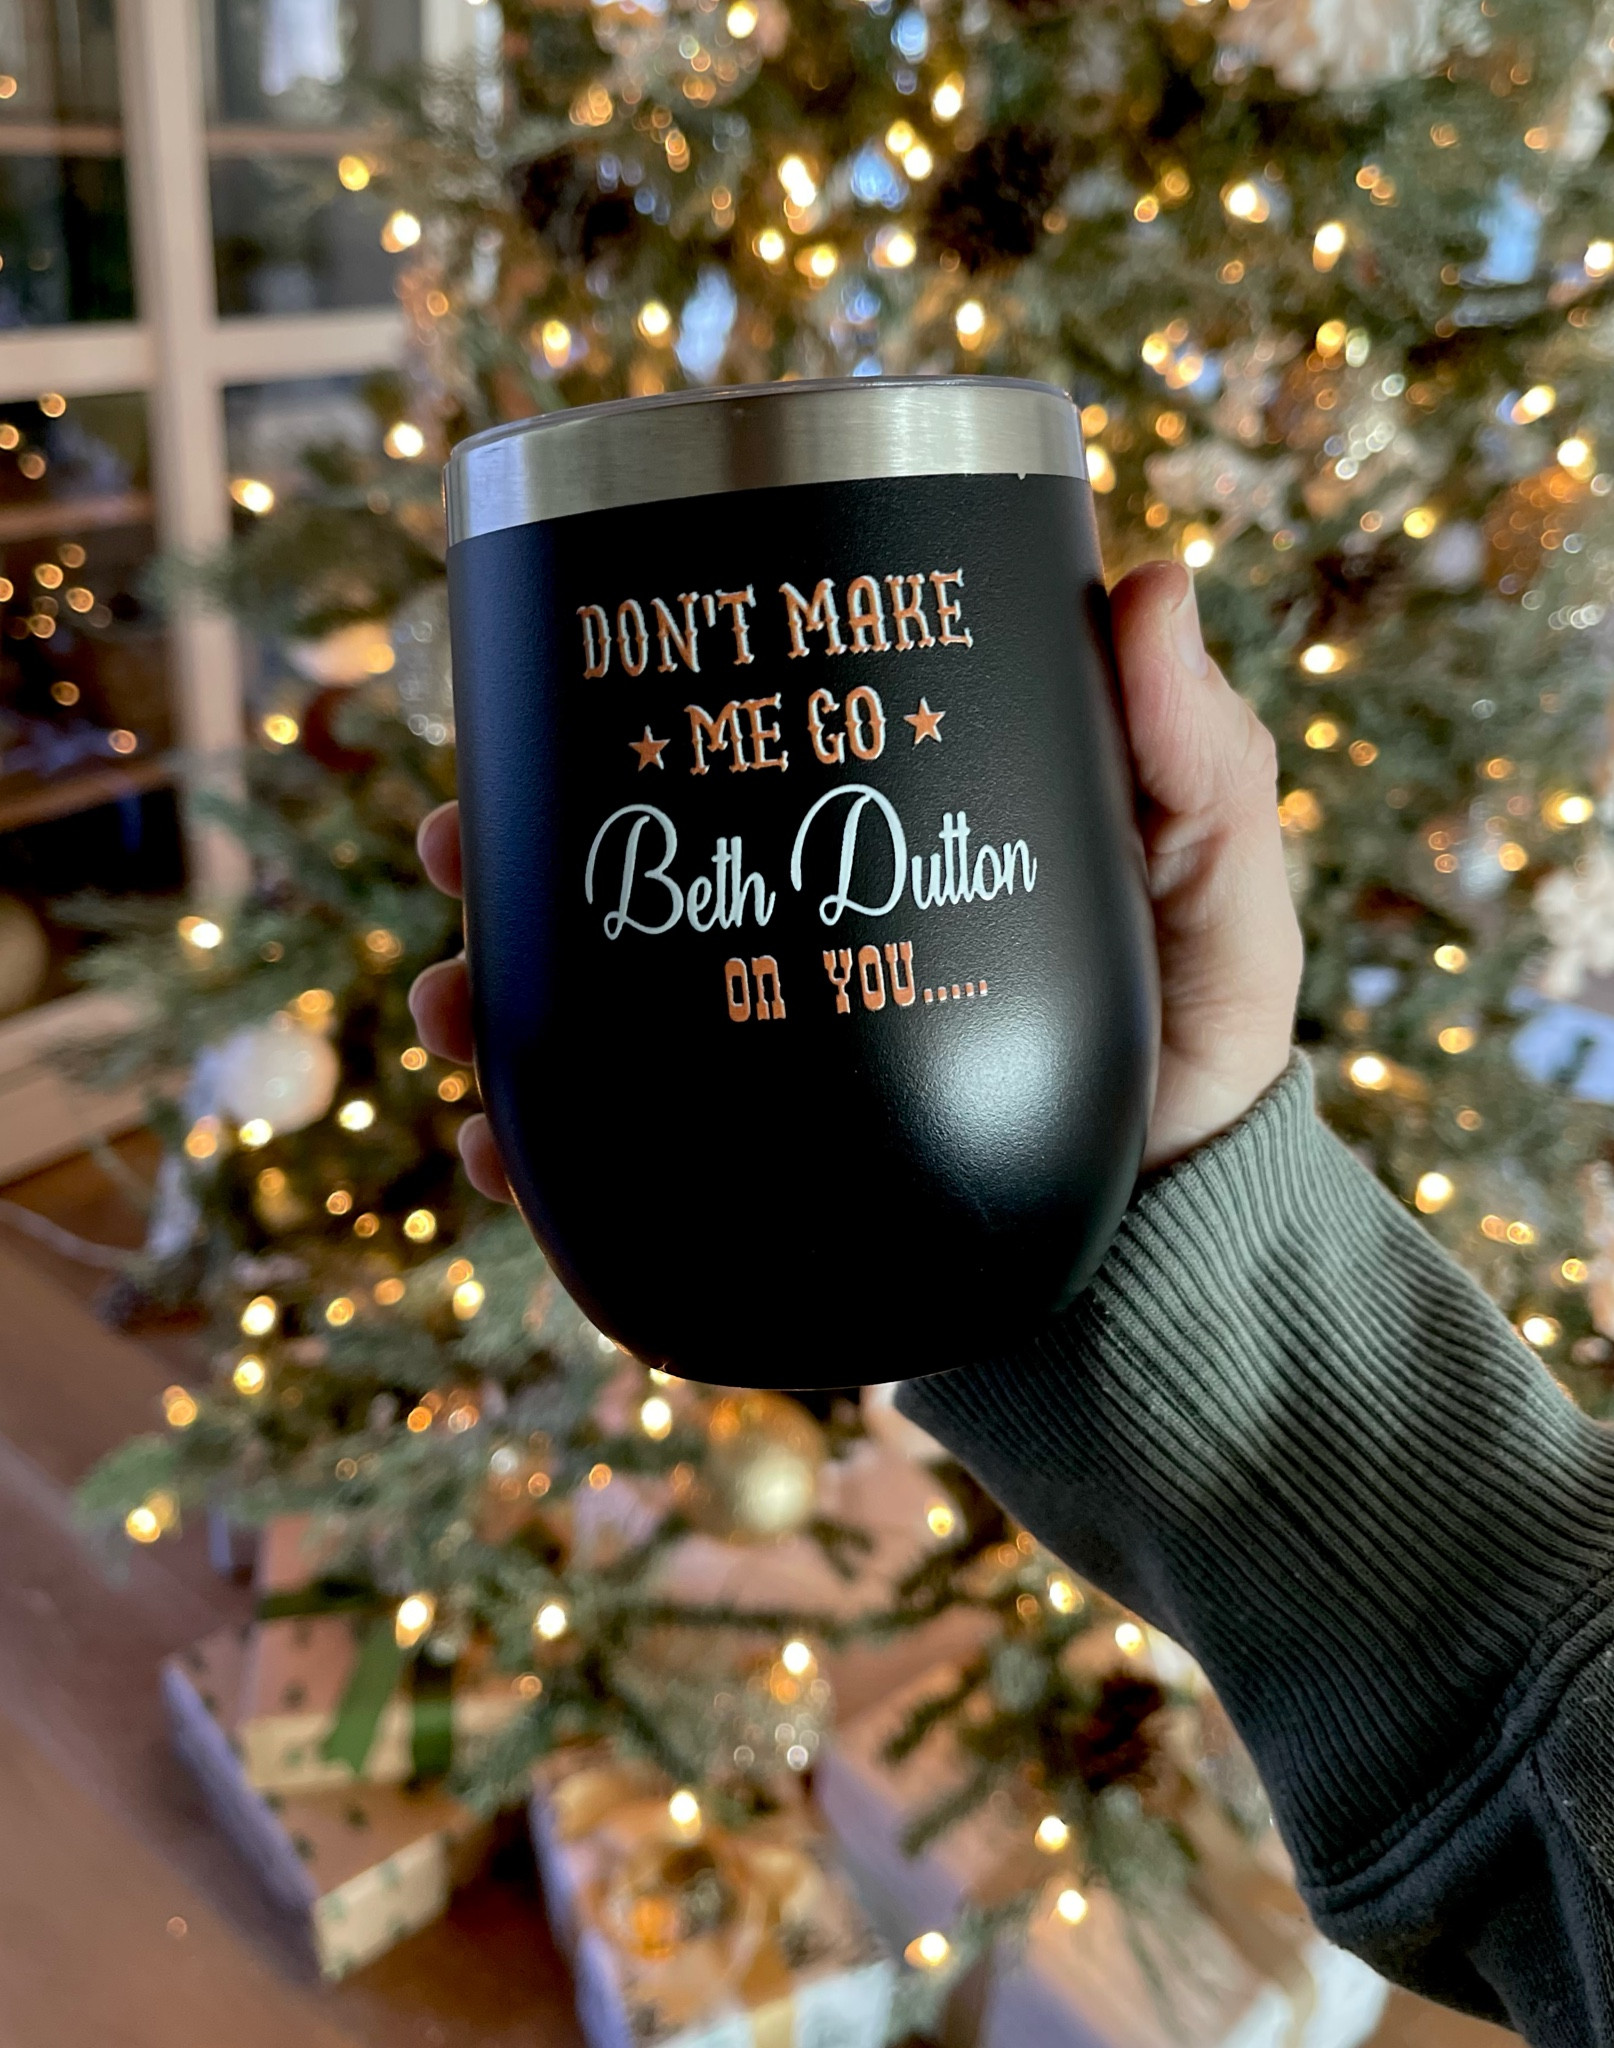 DON'T MAKE
★ ME GO ★
Beth Dutton
on YOU.....